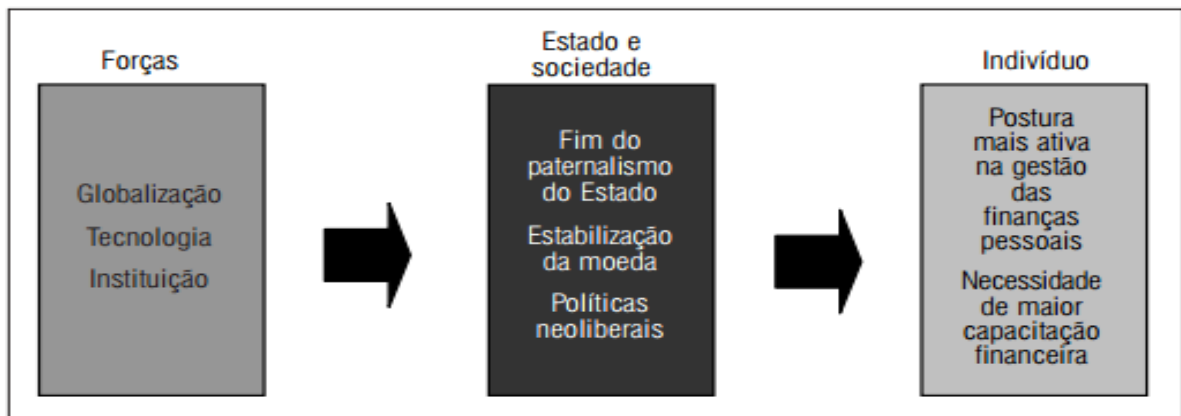 Forças
Globalização
Tecnologia
Instituição
Estado e
sociedade
Fim do
paternalismo
do Estado
Estabilização
da moeda
Políticas
neoliberais
Indivíduo
Postura
mais ativa
na gestão
das
finanças
pessoais
Necessidade
de maior
capacitação
financeira